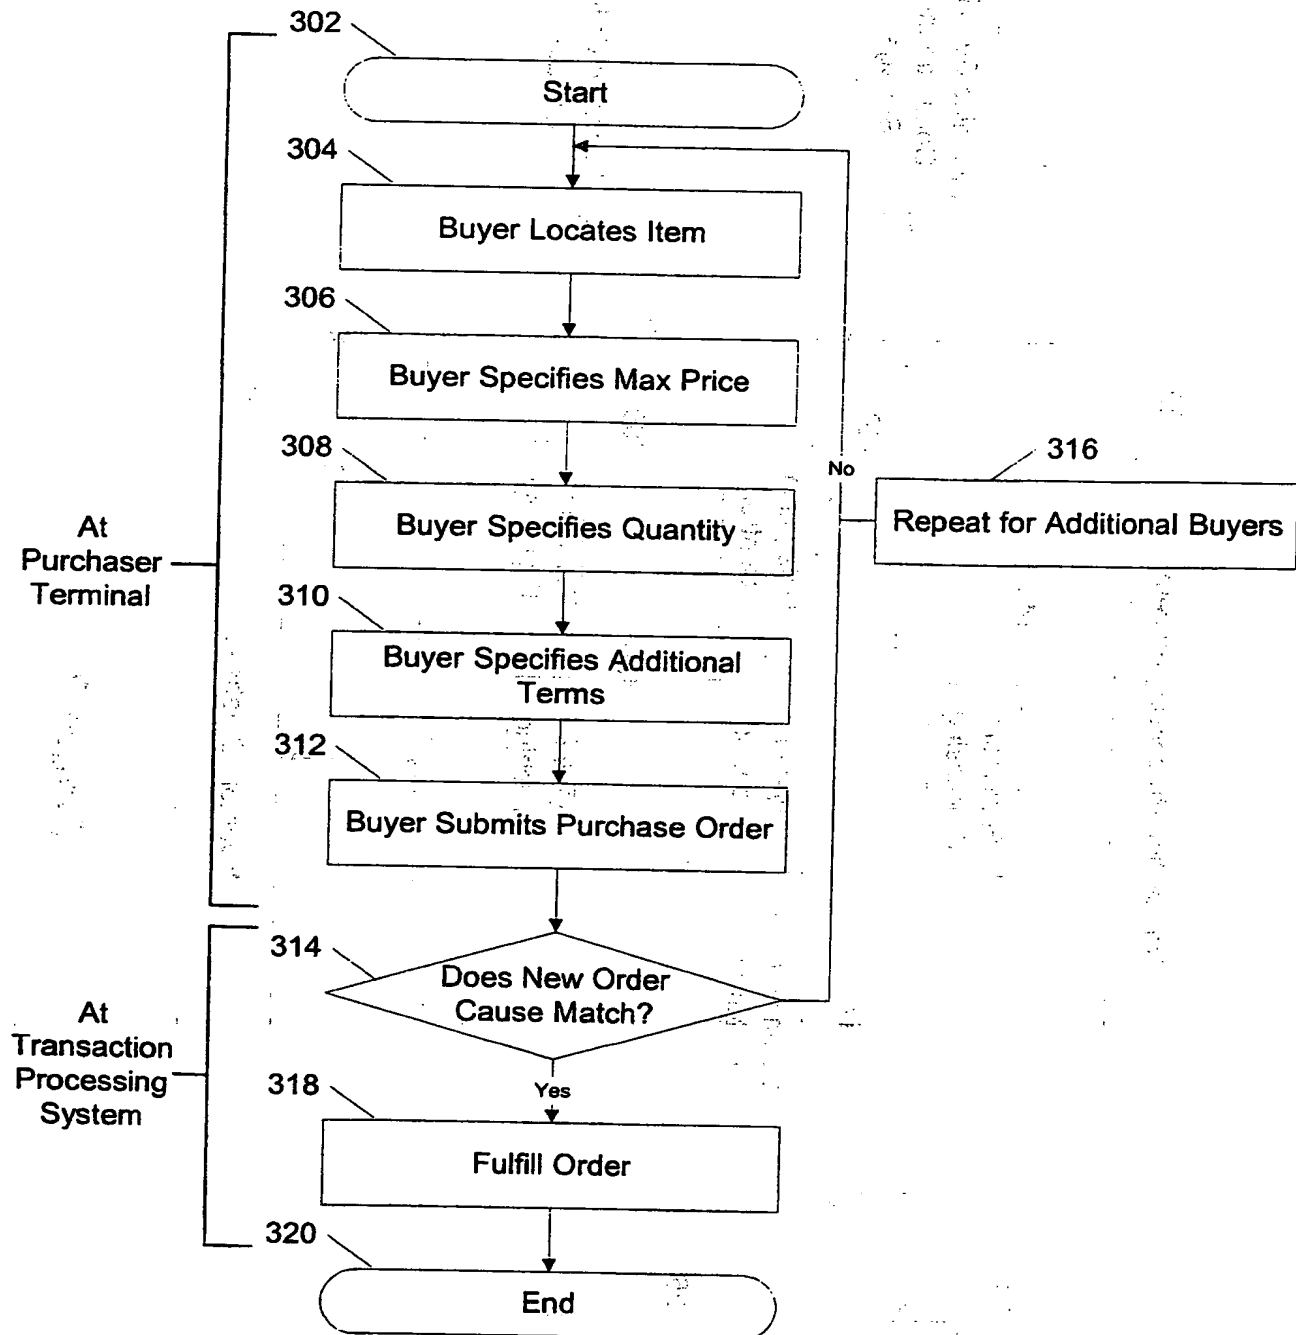 302
Start
304
Buyer Locates Item
306
Buyer Specifies Max Price
308
Buyer Specifies Quantity
No
316
Repeat for Additional Buyers
At
Purchaser
Terminal
310
Buyer Specifies Additional
Terms
312
Buyer Submits Purchase Order
314
Does New Order
Cause Match?
At
Transaction
Processing
System
Yes
318
Fulfill Order
320
End